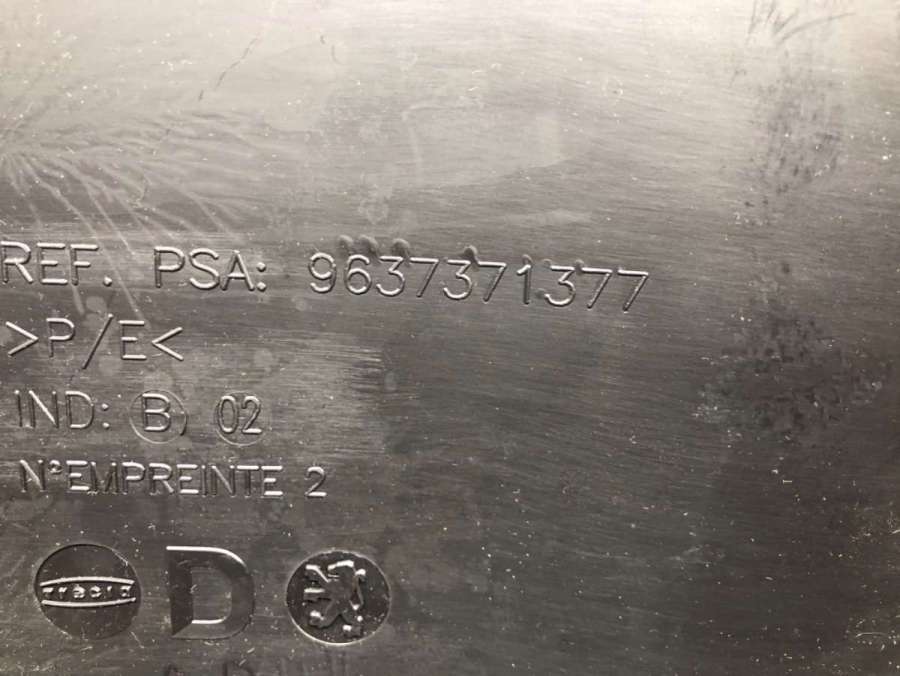 REF. PSA: 9637371377
>P/E<
IND: B 02
N° EMPREINTE 2
D